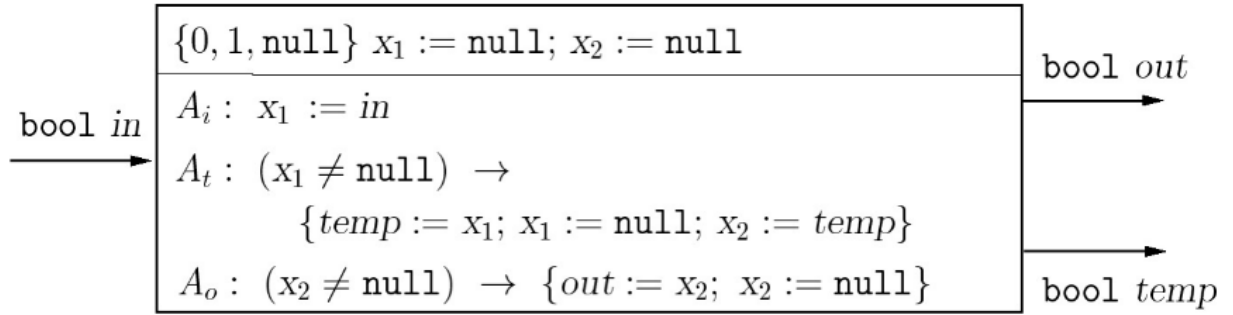 {0, 1, null} x₁ := null; x₂ := null
bool out
Aᵢ : x₁ := in
bool in
Aₜ : (x₁ ≠ null) →
{temp := x₁; x₁ := null; x₂ := temp}
Aₒ : (x₂ ≠ null) → {out := x₂; x₂ := null}
bool temp